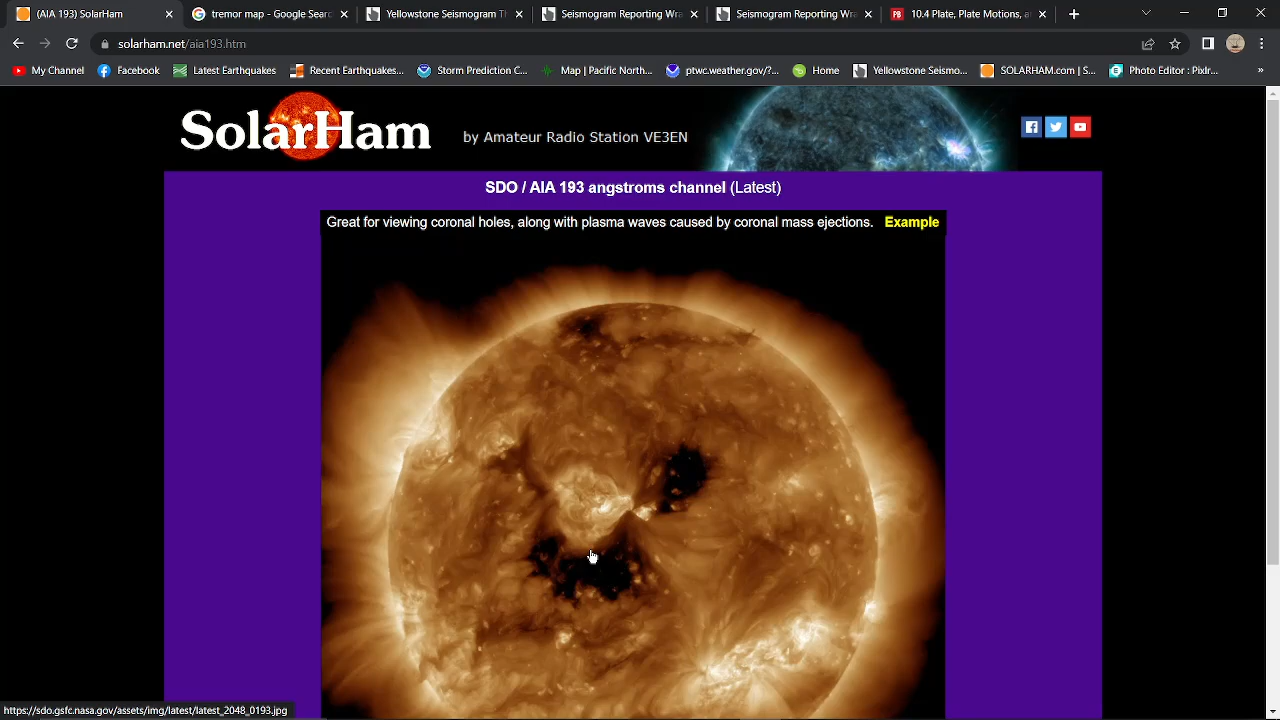 (AIA 193) SolarHam
tremor map - Google Sear
Yellowstone Seismogram Th
Seismogram Reporting Wra
Seismogram Reporting Wra
10.4 Plate, Plate Motions, a
solarham.net/aia193.htm
My Channel
Facebook
Latest Earthquakes
Recent Earthquakes...
Storm Prediction C...
Map | Pacific North...
ptwc.weather.gov/?...
Home
Yellowstone Seismo...
SOLARHAM.com | S...
Photo Editor : Pixlr...
»
SolarHam
by Amateur Radio Station VE3EN
SDO / AIA 193 angstroms channel (Latest)
Great for viewing coronal holes, along with plasma waves caused by coronal mass ejections. Example
https://sdo.gsfc.nasa.gov/assets/img/latest/latest_2048_0193.jpg